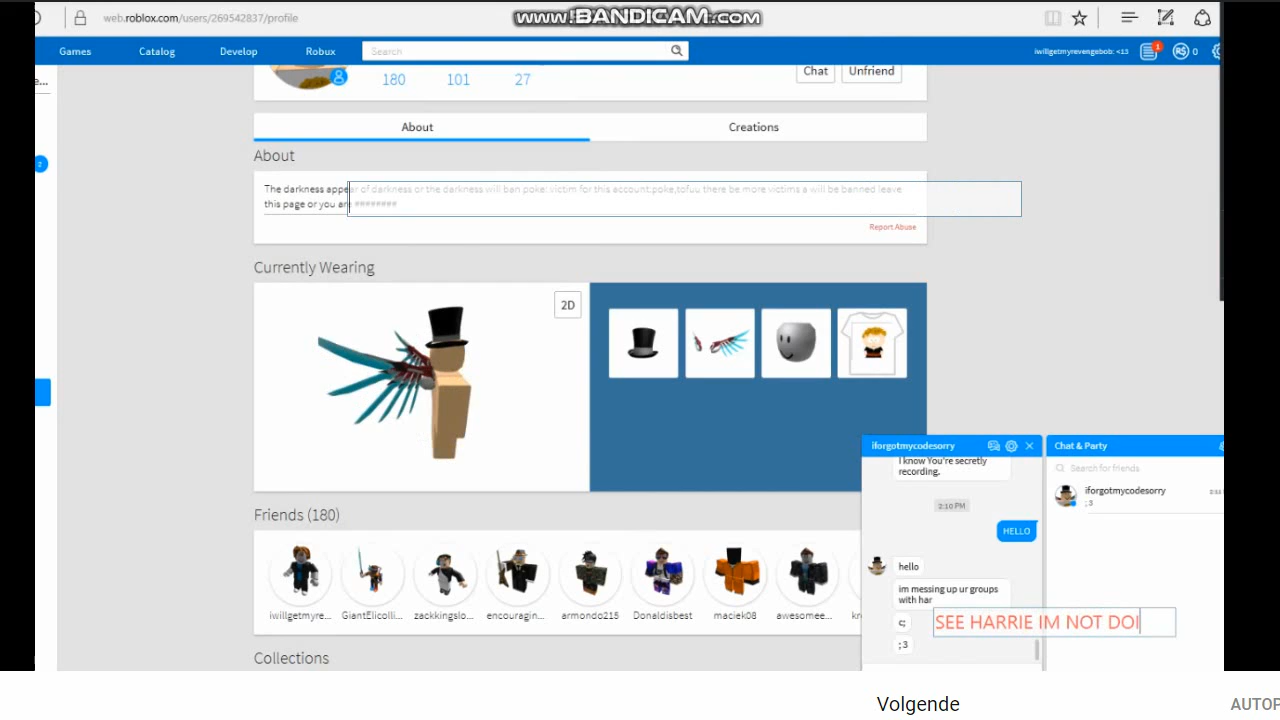 web.roblox.com/users/269542837/profile
www.BANDICAM.com
Games Catalog Develop Robux Search iwillgetmyrevengebob: <13 1 R$ 0
e...
180 101 27
Chat Unfriend
2
About Creations
About
The darkness appear of darkness or the darkness will ban poke: victim for this account:poke,tofuu there be more victims a will be banned leave
this page or you are ########
Report Abuse
Currently Wearing
2D
Friends (180)
iwillgetmyre... GiantElicolli... zackkingslo... encouragin... armondo215 Donaldisbest maciek08 awesomee... kr
Collections
iforgotmycodesorry
I know You're secretly
recording.
2:10 PM
HELLO
hello
im messing up ur groups
with har
c;
;3
SEE HARRIE IM NOT DOI
Chat & Party
Search for friends
iforgotmycodesorry
;3
Volgende
AUTOP